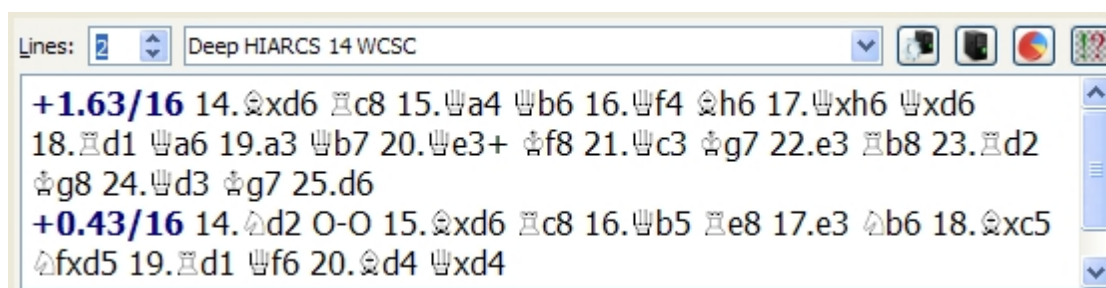 Lines: 2 Deep HIARCS 14 WCSC
+1.63/16 14.♗xd6 ♖c8 15.♕a4 ♕b6 16.♕f4 ♗h6 17.♕xh6 ♕xd6
18.♖d1 ♕a6 19.a3 ♕b7 20.♕e3+ ♔f8 21.♕c3 ♔g7 22.e3 ♖b8 23.♖d2
♔g8 24.♕d3 ♔g7 25.d6
+0.43/16 14.♘d2 O-O 15.♗xd6 ♖c8 16.♕b5 ♖e8 17.e3 ♘b6 18.♗xc5
♘fxd5 19.♖d1 ♕f6 20.♗d4 ♕xd4